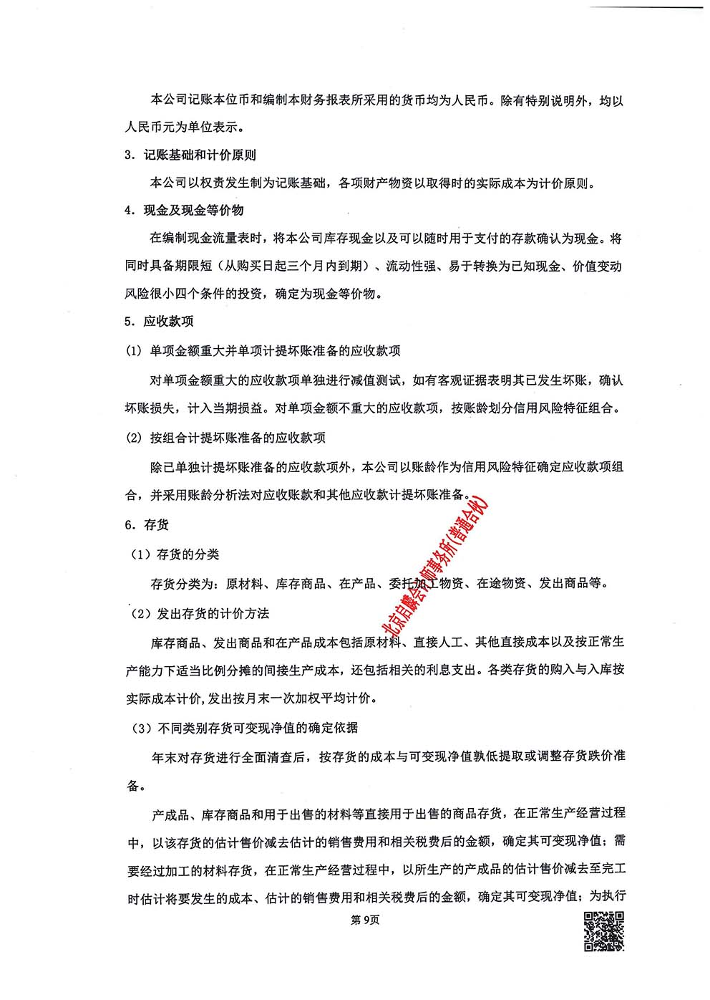 本公司记账本位币和编制本财务报表所采用的货币均为人民币。除有特别说明外，均以
人民币元为单位表示。
3．记账基础和计价原则
本公司以权责发生制为记账基础，各项财产物资以取得时的实际成本为计价原则。
4．现金及现金等价物
在编制现金流量表时，将本公司库存现金以及可以随时用于支付的存款确认为现金。将
同时具备期限短（从购买日起三个月内到期）、流动性强、易于转换为已知现金、价值变动
风险很小四个条件的投资，确定为现金等价物。
5．应收款项
(1) 单项金额重大并单项计提坏账准备的应收款项
对单项金额重大的应收款项单独进行减值测试，如有客观证据表明其已发生坏账，确认
坏账损失，计入当期损益。对单项金额不重大的应收款项，按账龄划分信用风险特征组合。
(2) 按组合计提坏账准备的应收款项
除已单独计提坏账准备的应收款项外，本公司以账龄作为信用风险特征确定应收款项组
合，并采用账龄分析法对应收账款和其他应收款计提坏账准备。
6．存货
（1）存货的分类
存货分类为：原材料、库存商品、在产品、委托加工物资、在途物资、发出商品等。
北京启麟会计师事务所(普通合伙)
（2）发出存货的计价方法
库存商品、发出商品和在产品成本包括原材料、直接人工、其他直接成本以及按正常生
产能力下适当比例分摊的间接生产成本，还包括相关的利息支出。各类存货的购入与入库按
实际成本计价,发出按月末一次加权平均计价。
（3）不同类别存货可变现净值的确定依据
年末对存货进行全面清查后，按存货的成本与可变现净值孰低提取或调整存货跌价准
备。
产成品、库存商品和用于出售的材料等直接用于出售的商品存货，在正常生产经营过程
中，以该存货的估计售价减去估计的销售费用和相关税费后的金额，确定其可变现净值；需
要经过加工的材料存货，在正常生产经营过程中，以所生产的产成品的估计售价减去至完工
时估计将要发生的成本、估计的销售费用和相关税费后的金额，确定其可变现净值；为执行
第 9页